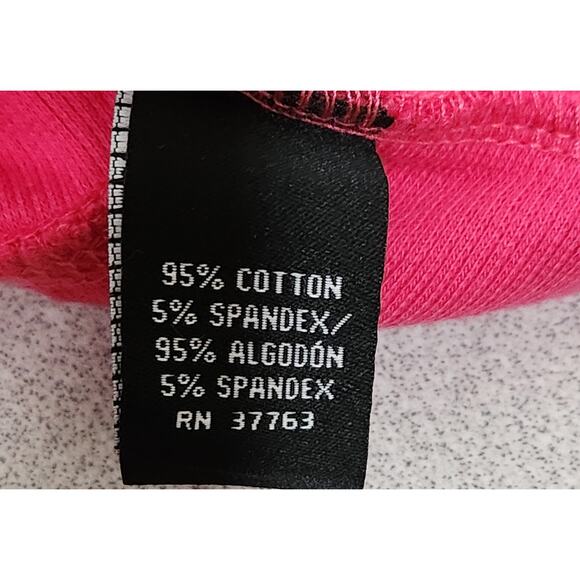 95% COTTON
5% SPANDEX/
95% ALGODÓN
5% SPANDEX
RN 37763